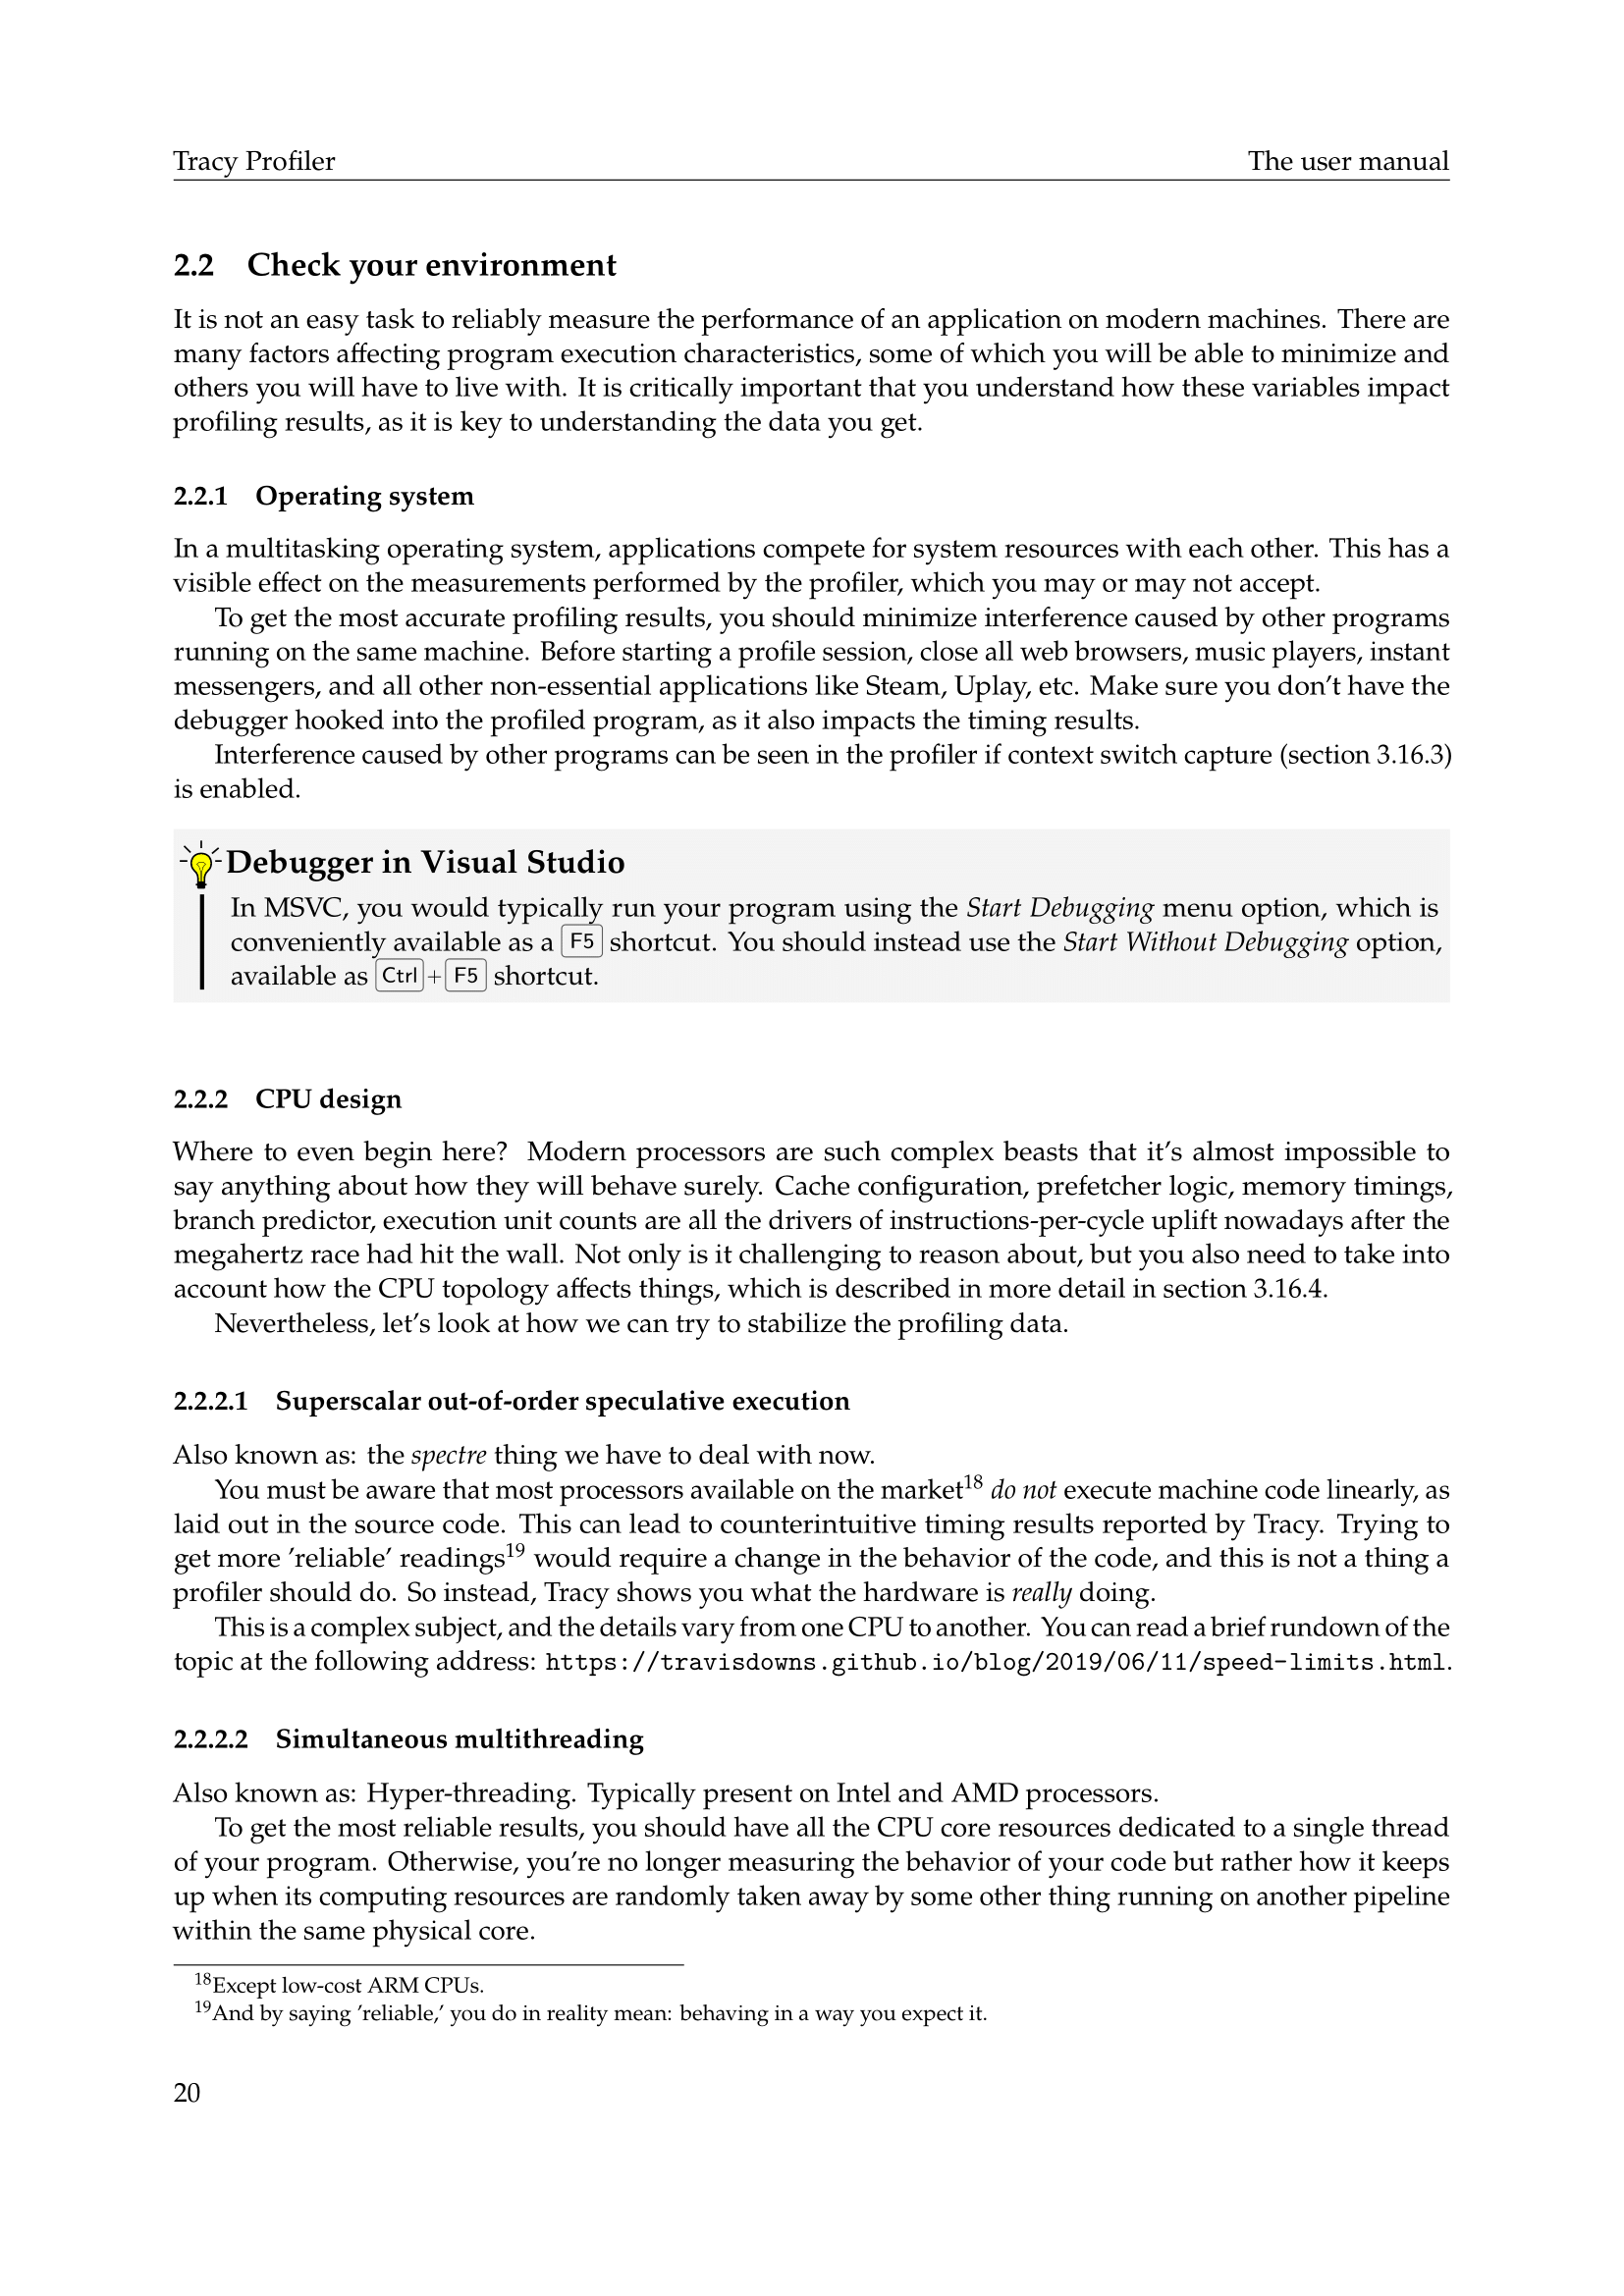 Tracy Profiler The user manual
2.2 Check your environment
It is not an easy task to reliably measure the performance of an application on modern machines. There are
many factors affecting program execution characteristics, some of which you will be able to minimize and
others you will have to live with. It is critically important that you understand how these variables impact
profiling results, as it is key to understanding the data you get.
2.2.1 Operating system
In a multitasking operating system, applications compete for system resources with each other. This has a
visible effect on the measurements performed by the profiler, which you may or may not accept.
To get the most accurate profiling results, you should minimize interference caused by other programs
running on the same machine. Before starting a profile session, close all web browsers, music players, instant
messengers, and all other non-essential applications like Steam, Uplay, etc. Make sure you don't have the
debugger hooked into the profiled program, as it also impacts the timing results.
Interference caused by other programs can be seen in the profiler if context switch capture (section 3.16.3)
is enabled.
Debugger in Visual Studio
In MSVC, you would typically run your program using the Start Debugging menu option, which is
conveniently available as a F5 shortcut. You should instead use the Start Without Debugging option,
available as Ctrl + F5 shortcut.
2.2.2 CPU design
Where to even begin here? Modern processors are such complex beasts that it's almost impossible to
say anything about how they will behave surely. Cache configuration, prefetcher logic, memory timings,
branch predictor, execution unit counts are all the drivers of instructions-per-cycle uplift nowadays after the
megahertz race had hit the wall. Not only is it challenging to reason about, but you also need to take into
account how the CPU topology affects things, which is described in more detail in section 3.16.4.
Nevertheless, let's look at how we can try to stabilize the profiling data.
2.2.2.1 Superscalar out-of-order speculative execution
Also known as: the spectre thing we have to deal with now.
You must be aware that most processors available on the market18 do not execute machine code linearly, as
laid out in the source code. This can lead to counterintuitive timing results reported by Tracy. Trying to
get more 'reliable' readings19 would require a change in the behavior of the code, and this is not a thing a
profiler should do. So instead, Tracy shows you what the hardware is really doing.
This is a complex subject, and the details vary from one CPU to another. You can read a brief rundown of the
topic at the following address: https://travisdowns.github.io/blog/2019/06/11/speed-limits.html.
2.2.2.2 Simultaneous multithreading
Also known as: Hyper-threading. Typically present on Intel and AMD processors.
To get the most reliable results, you should have all the CPU core resources dedicated to a single thread
of your program. Otherwise, you're no longer measuring the behavior of your code but rather how it keeps
up when its computing resources are randomly taken away by some other thing running on another pipeline
within the same physical core.
18Except low-cost ARM CPUs.
19And by saying 'reliable,' you do in reality mean: behaving in a way you expect it.
20